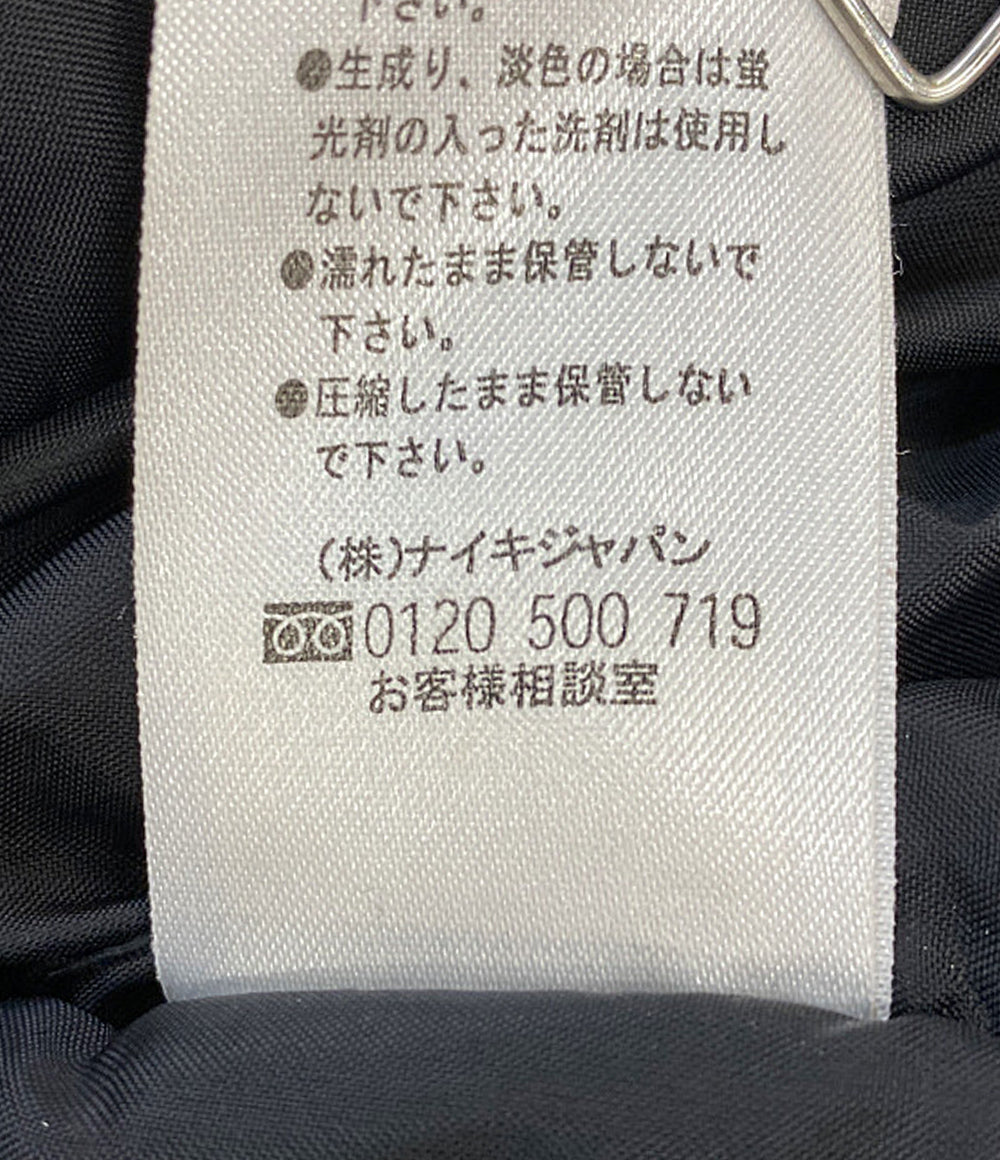 下さい。
●生成り、淡色の場合は蛍
光剤の入った洗剤は使用し
ないで下さい。
●濡れたまま保管しないで
下さい。
●圧縮したまま保管しない
で下さい。
(株)ナイキジャパン
0120 500 719
お客様相談室